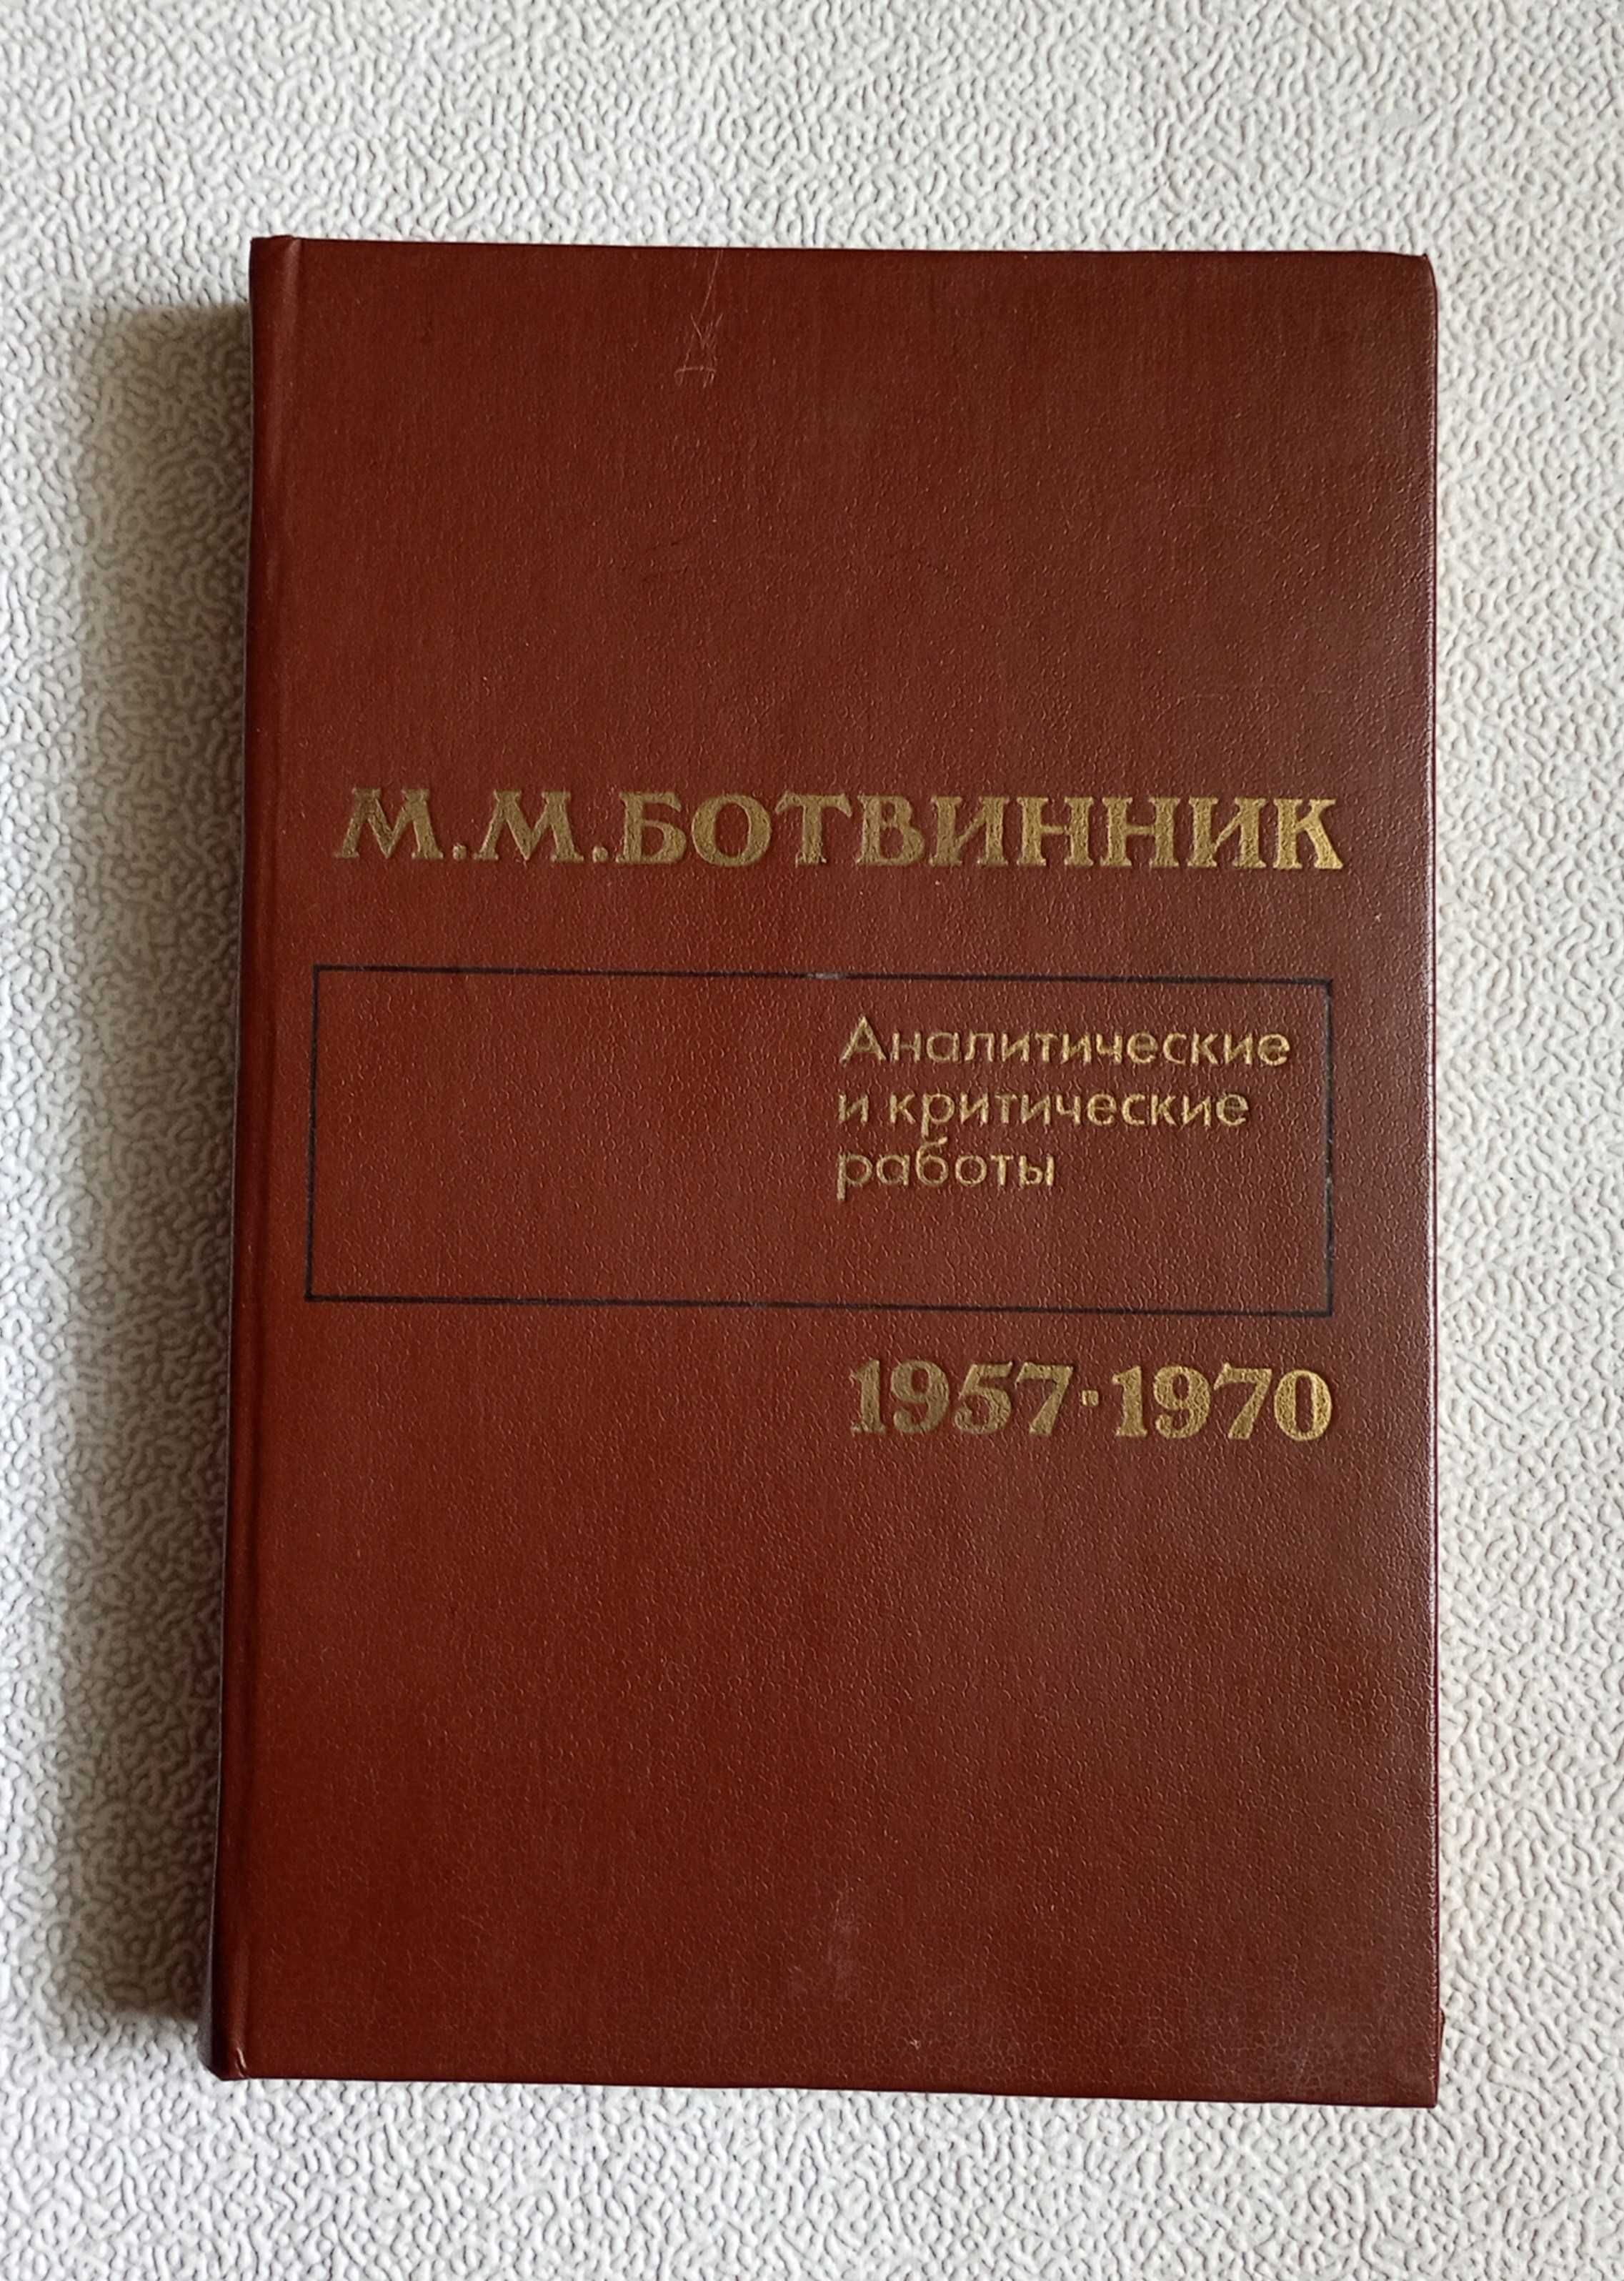 М.М.БОТВИННИК
Аналитические
и критические
работы
1957·1970